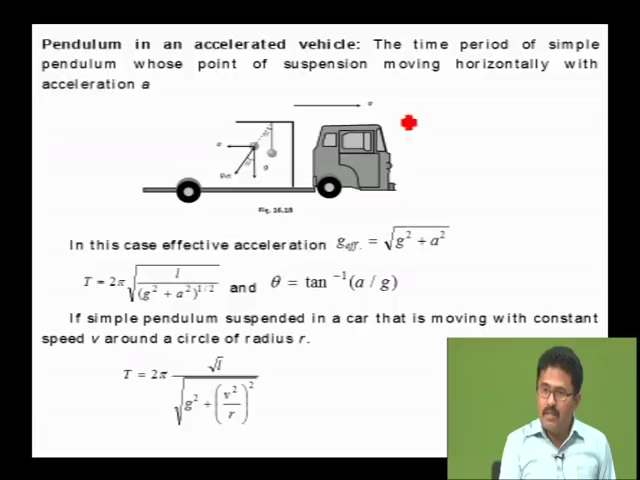 Pendulum in an accelerated vehicle: The time period of simple
pendulum whose point of suspension moving horizontally with
acceleration a
a
a
g
Fig. 16.18
In this case effective acceleration g_eff. = √(g² + a²)
T = 2π √(l / (g² + a²)^(1/2)) and θ = tan⁻¹(a / g)
If simple pendulum suspended in a car that is moving with constant
speed v around a circle of radius r.
T = 2π √l / √(g² + (v²/r)²)